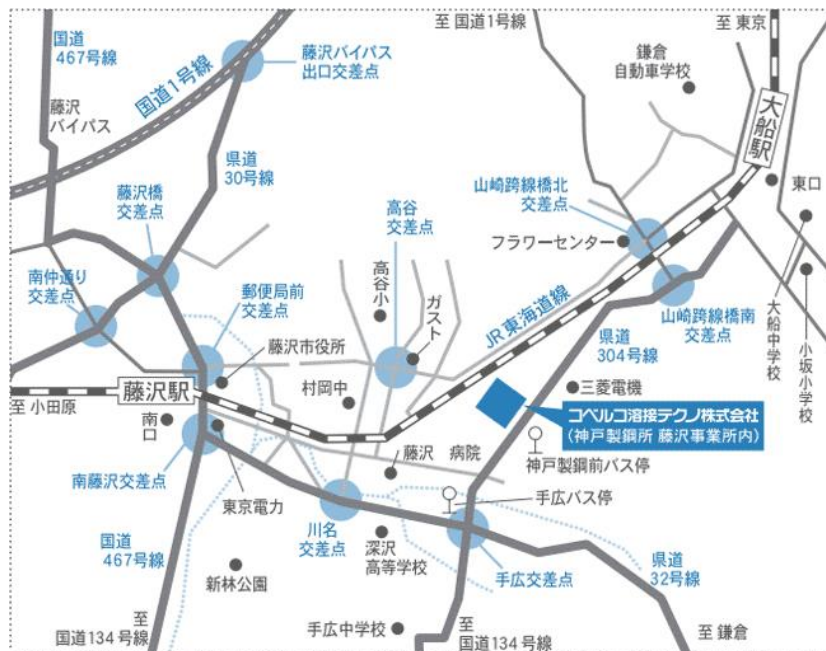 国道
467号線
国道1号線
藤沢バイパス
出口交差点
至 国道1号線
至 東京
鎌倉
自動車学校
大船駅
東口
藤沢
バイパス
県道
30号線
藤沢橋
交差点
高谷
交差点
山崎跨線橋北
交差点
フラワーセンター
南仲通り
交差点
郵便局前
交差点
高谷小
ガスト
JR東海道線
山崎跨線橋南
交差点
大船中学校
小坂小学校
県道
304号線
藤沢市役所
村岡中
三菱電機
藤沢駅
至 小田原
南口
コベルコ溶接テクノ株式会社
(神戸製鋼所 藤沢事業所内)
神戸製鋼前バス停
藤沢 病院
手広バス停
南藤沢交差点
東京電力
川名
交差点
深沢
高等学校
手広交差点
県道
32号線
国道
467号線
新林公園
至
国道134号線
手広中学校
至
国道134号線
至 鎌倉